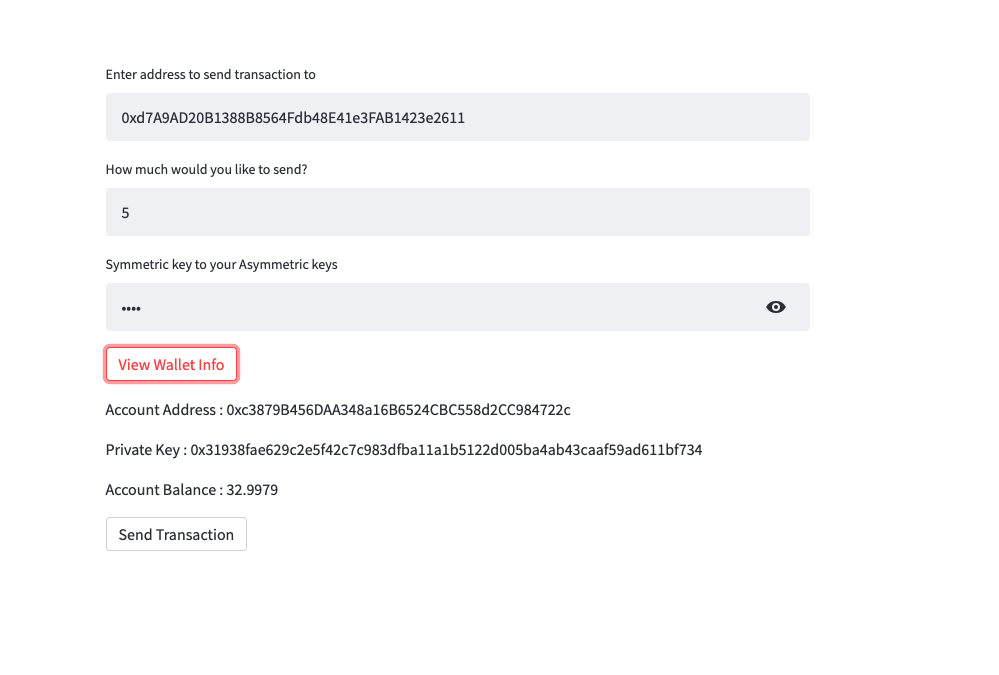 Enter address to send transaction to
0xd7A9AD20B1388B8564Fdb48E41e3FAB1423e2611
How much would you like to send?
5
Symmetric key to your Asymmetric keys
••••
View Wallet Info
Account Address : 0xc3879B456DAA348a16B6524CBC558d2CC984722c
Private Key : 0x31938fae629c2e5f42c7c983dfba11a1b5122d005ba4ab43caaf59ad611bf734
Account Balance : 32.9979
Send Transaction